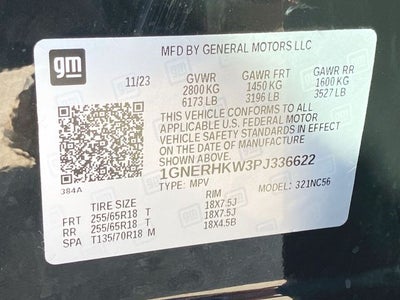 gm
MFD BY GENERAL MOTORS LLC
11/23 GVWR GAWR FRT GAWR RR
2800 KG 1450 KG 1600 KG
6173 LB 3196 LB 3527 LB
THIS VEHICLE CONFORMS TO ALL
APPLICABLE U.S. FEDERAL MOTOR
VEHICLE SAFETY STANDARDS IN EFFECT
ON THE DATE OF MANUFACTURE
1GNERHKW3PJ336622
384A
TYPE: MPV MODEL: 321NC56
TIRE SIZE RIM
FRT 255/65R18 T 18X7.5J
RR 255/65R18 T 18X7.5J
SPA T135/70R18 M 18X4.5B